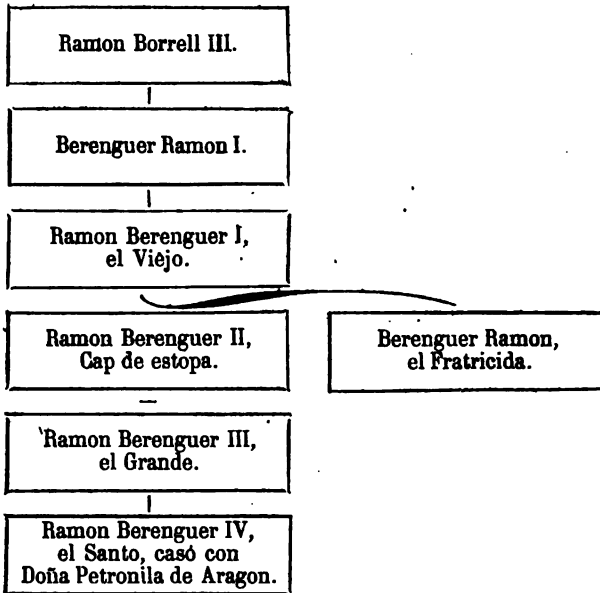 Ramon Borrell III.
Berenguer Ramon I.
Ramon Berenguer I,
el Viejo.
Ramon Berenguer II,
Cap de estopa.
Berenguer Ramon,
el Fratricida.
Ramon Berenguer III,
el Grande.
Ramon Berenguer IV,
el Santo, casó con
Doña Petronila de Aragon.